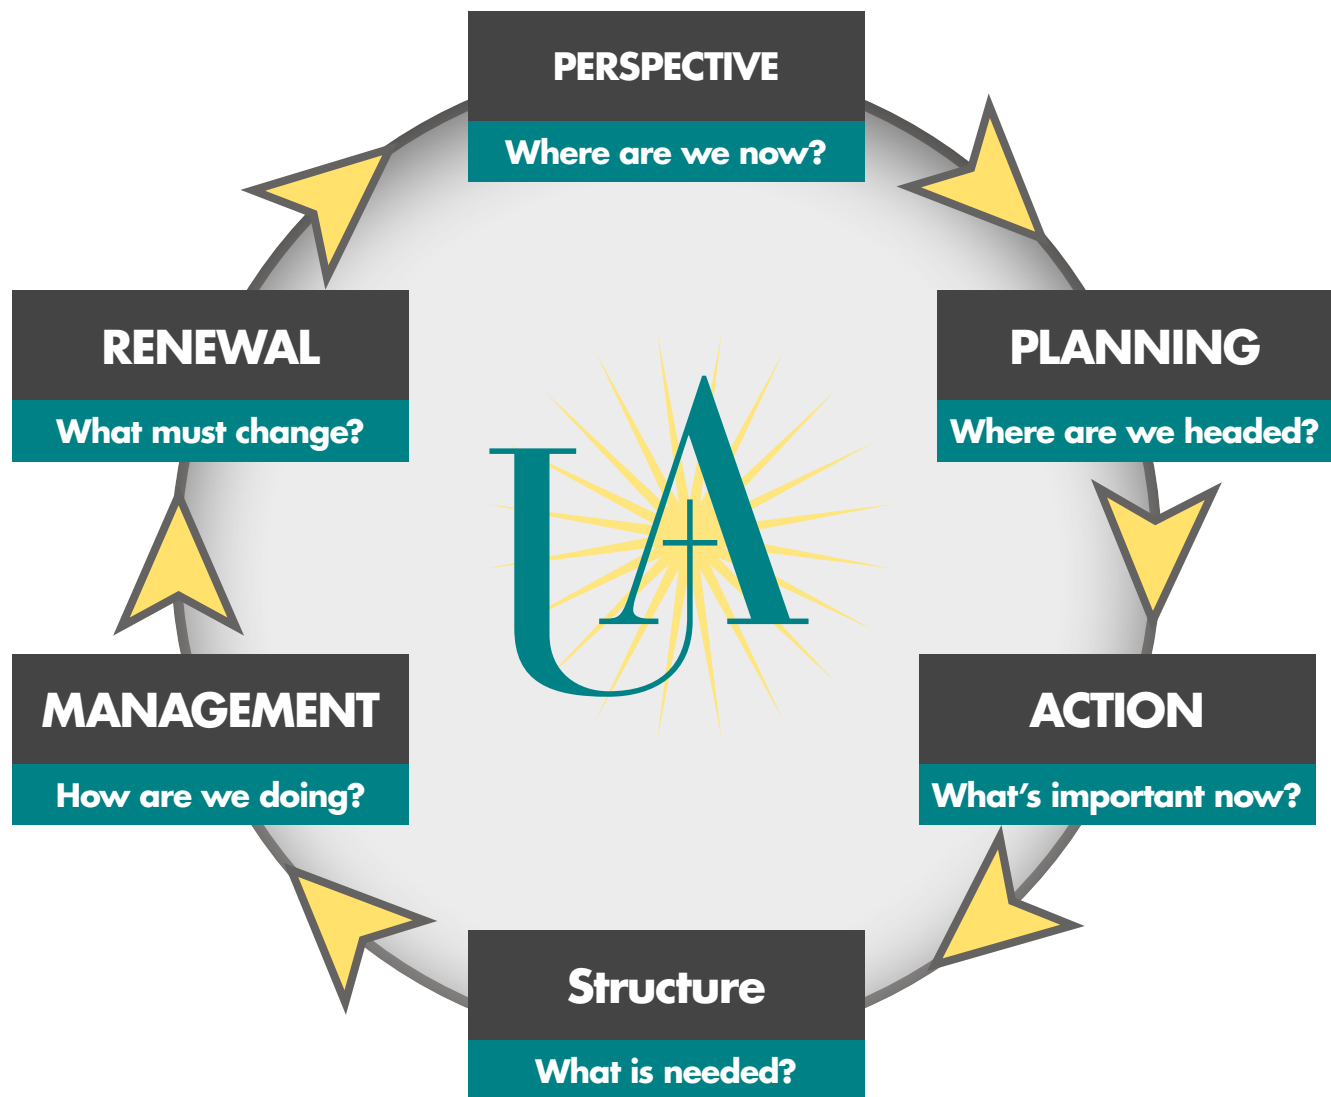 PERSPECTIVE
Where are we now?
PLANNING
Where are we headed?
ACTION
What’s important now?
Structure
What is needed?
MANAGEMENT
How are we doing?
RENEWAL
What must change?
UA